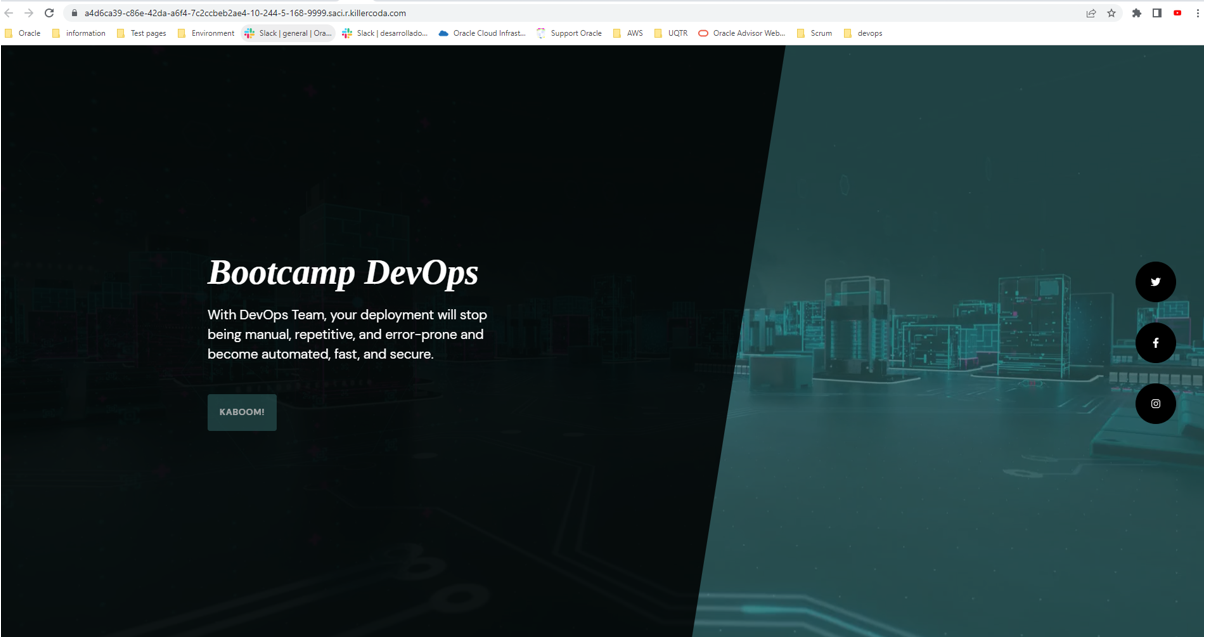 a4d6ca39-c86e-42da-a6f4-7c2ccbeb2ae4-10-244-5-168-9999.saci.r.killercoda.com
Oracle information Test pages Environment Slack | general | Ora... Slack | desarrollado... Oracle Cloud Infrast... Support Oracle AWS UQTR Oracle Advisor Web... Scrum devops
Bootcamp DevOps
With DevOps Team, your deployment will stop
being manual, repetitive, and error-prone and
become automated, fast, and secure.
KABOOM!